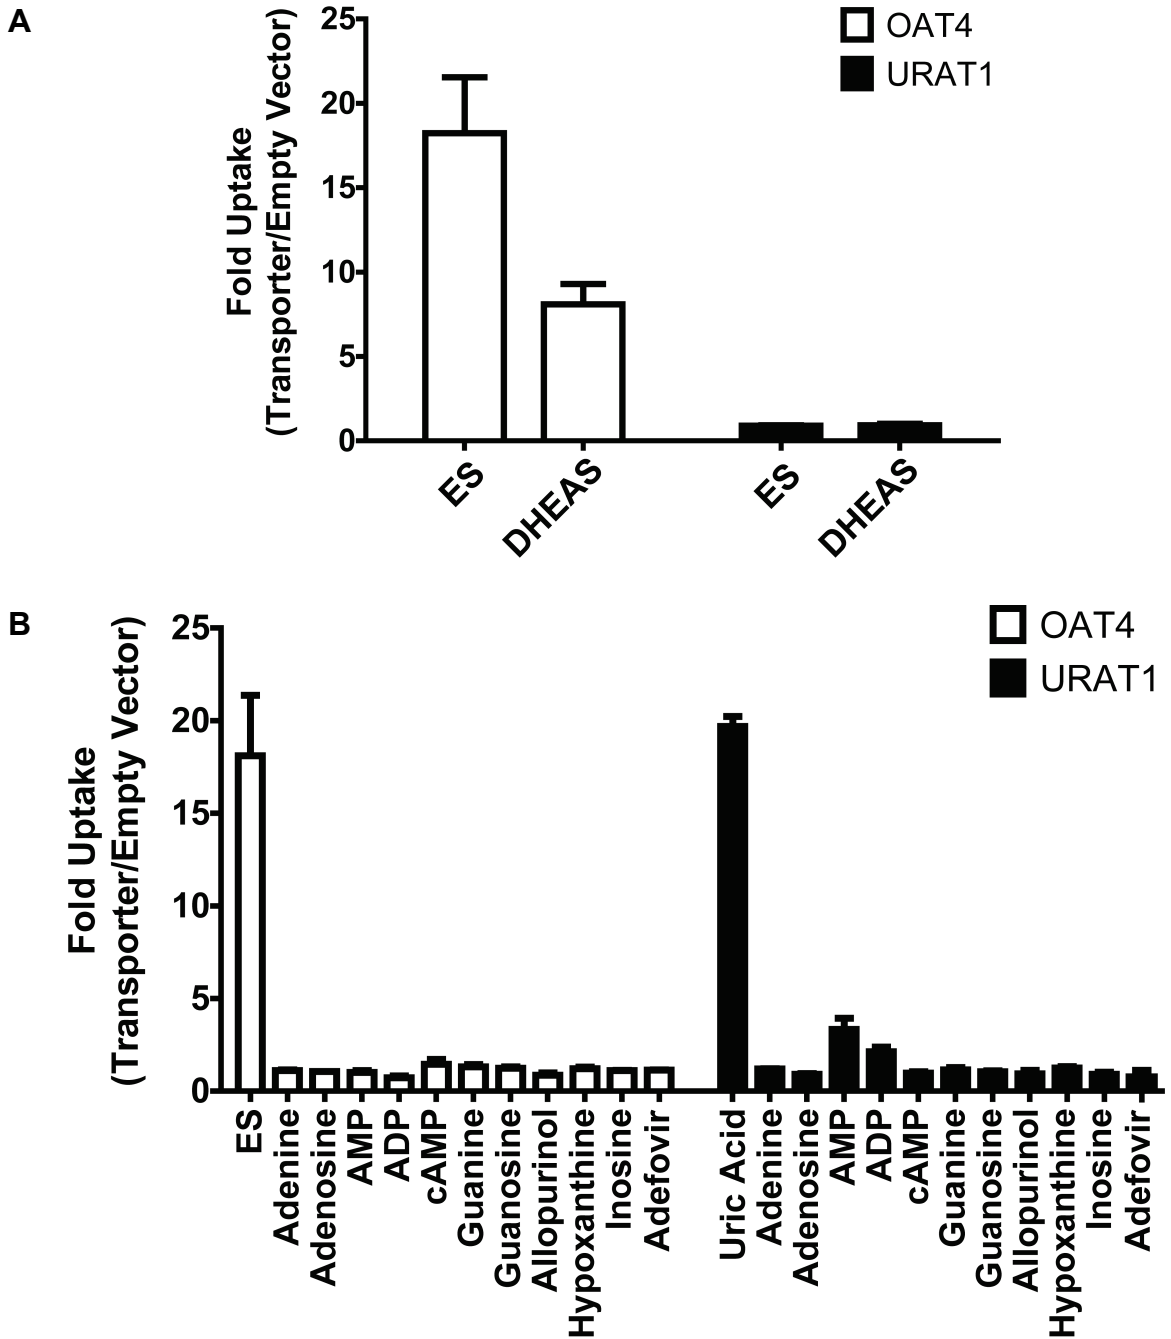 A
OAT4
URAT1
Fold Uptake
(Transporter/Empty Vector)
25
20
15
10
5
0
ES
DHEAS
ES
DHEAS
B
OAT4
URAT1
Fold Uptake
(Transporter/Empty Vector)
25
20
15
10
5
0
ES
Adenine
Adenosine
AMP
ADP
cAMP
Guanine
Guanosine
Allopurinol
Hypoxanthine
Inosine
Adefovir
Uric Acid
Adenine
Adenosine
AMP
ADP
cAMP
Guanine
Guanosine
Allopurinol
Hypoxanthine
Inosine
Adefovir